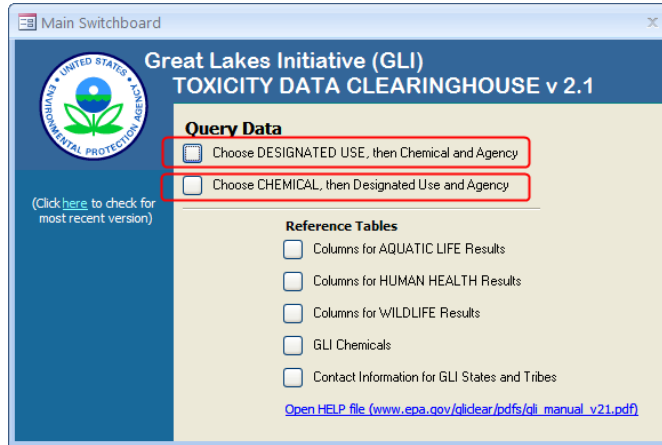 Main Switchboard
x
UNITED STATES
ENVIRONMENTAL PROTECTION AGENCY
Great Lakes Initiative (GLI)
TOXICITY DATA CLEARINGHOUSE v 2.1
(Click here to check for
most recent version)
Query Data
Choose DESIGNATED USE, then Chemical and Agency
Choose CHEMICAL, then Designated Use and Agency
Reference Tables
Columns for AQUATIC LIFE Results
Columns for HUMAN HEALTH Results
Columns for WILDLIFE Results
GLI Chemicals
Contact Information for GLI States and Tribes
Open HELP file (www.epa.gov/gliclear/pdfs/gli_manual_v21.pdf)